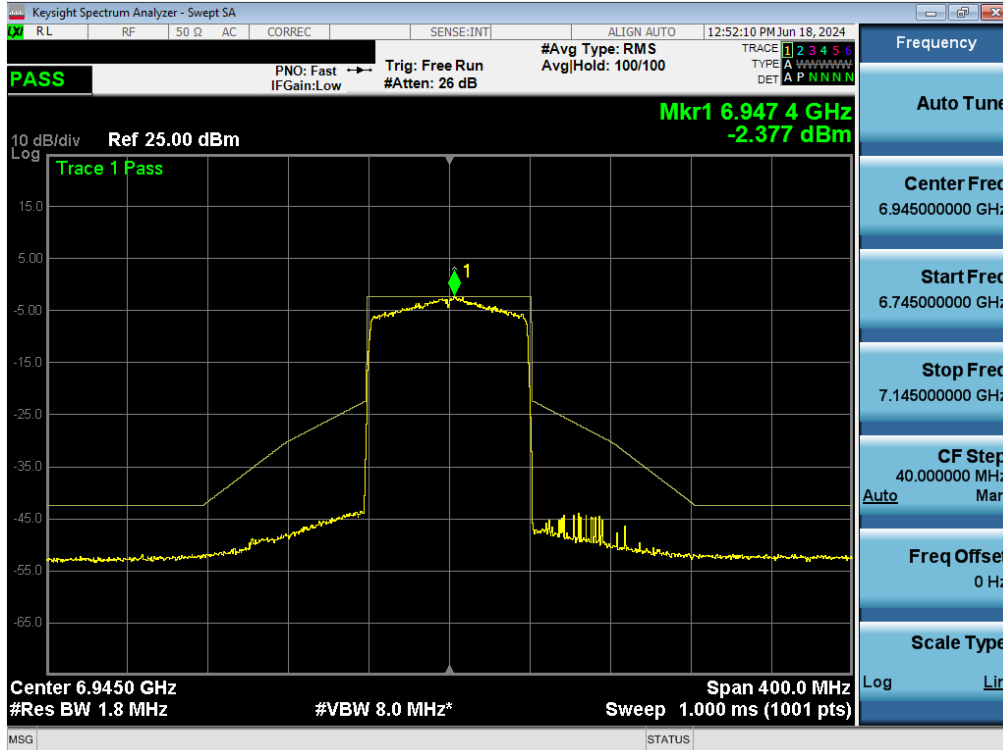 Keysight Spectrum Analyzer - Swept SA
LXI RL RF 50 Ω AC CORREC SENSE:INT ALIGN AUTO 12:52:10 PM Jun 18, 2024
Frequency
#Avg Type: RMS TRACE 1 2 3 4 5 6
PNO: Fast Trig: Free Run Avg|Hold: 100/100 TYPE A WWWWW
PASS
IFGain:Low #Atten: 26 dB DET A P N N N N
Auto Tune
Mkr1 6.947 4 GHz
10 dB/div Ref 25.00 dBm -2.377 dBm
Log
Trace 1 Pass
Center Freq
6.945000000 GHz
15.0
5.00
1
Start Freq
6.745000000 GHz
-5.00
-15.0
Stop Freq
7.145000000 GHz
-25.0
-35.0
CF Step
40.000000 MHz
Auto Man
-45.0
-55.0
Freq Offset
0 Hz
-65.0
Scale Type
Log Lin
Center 6.9450 GHz Span 400.0 MHz
#Res BW 1.8 MHz #VBW 8.0 MHz* Sweep 1.000 ms (1001 pts)
MSG STATUS